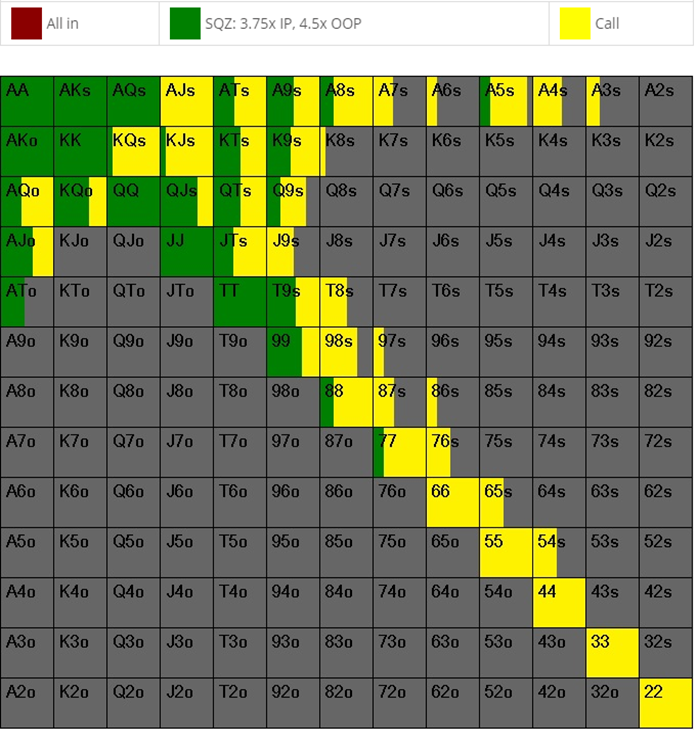 All in SQZ: 3.75x IP, 4.5x OOP Call
AA AKs AQs AJs ATs A9s A8s A7s A6s A5s A4s A3s A2s
AKo KK KQs KJs KTs K9s K8s K7s K6s K5s K4s K3s K2s
AQo KQo QQ QJs QTs Q9s Q8s Q7s Q6s Q5s Q4s Q3s Q2s
AJo KJo QJo JJ JTs J9s J8s J7s J6s J5s J4s J3s J2s
ATo KTo QTo JTo TT T9s T8s T7s T6s T5s T4s T3s T2s
A9o K9o Q9o J9o T9o 99 98s 97s 96s 95s 94s 93s 92s
A8o K8o Q8o J8o T8o 98o 88 87s 86s 85s 84s 83s 82s
A7o K7o Q7o J7o T7o 97o 87o 77 76s 75s 74s 73s 72s
A6o K6o Q6o J6o T6o 96o 86o 76o 66 65s 64s 63s 62s
A5o K5o Q5o J5o T5o 95o 85o 75o 65o 55 54s 53s 52s
A4o K4o Q4o J4o T4o 94o 84o 74o 64o 54o 44 43s 42s
A3o K3o Q3o J3o T3o 93o 83o 73o 63o 53o 43o 33 32s
A2o K2o Q2o J2o T2o 92o 82o 72o 62o 52o 42o 32o 22